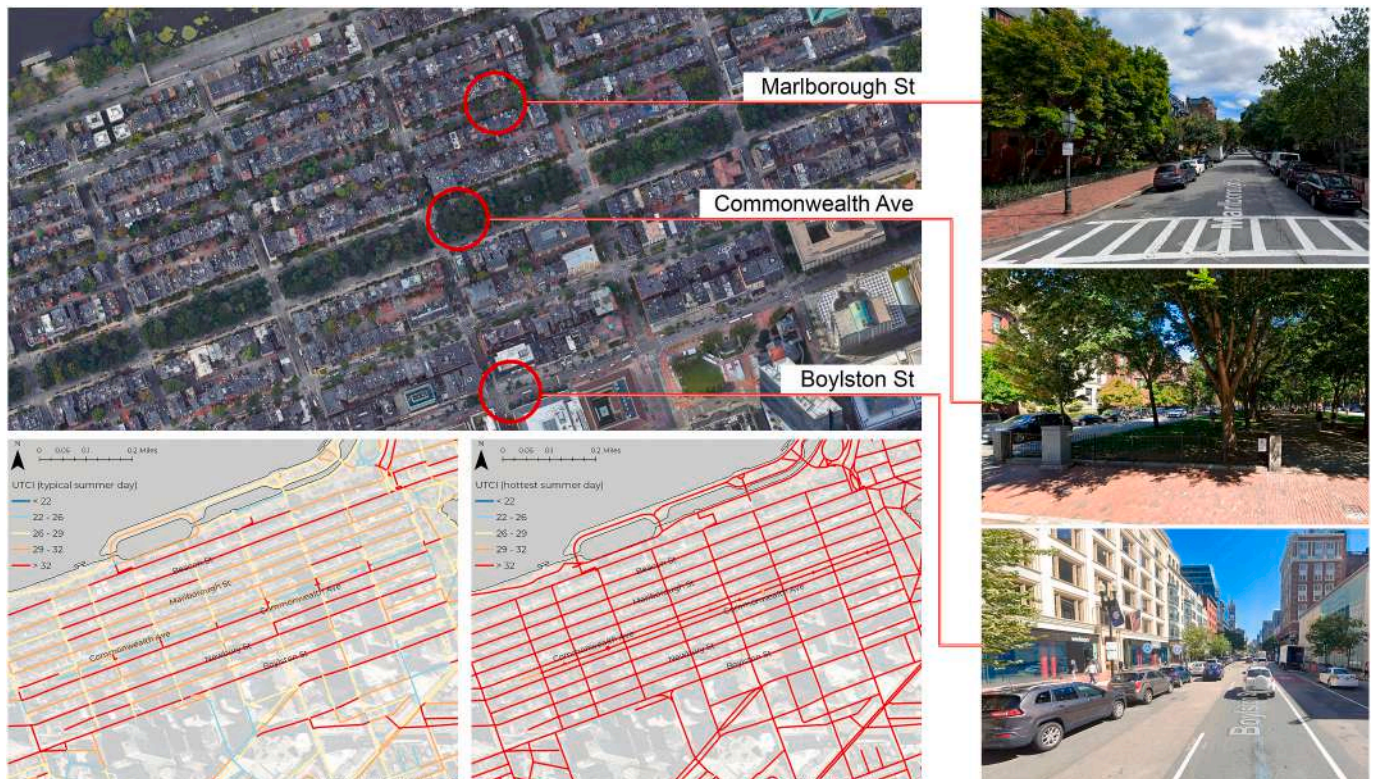 Marlborough St
Commonwealth Ave
Boylston St
Marlborough
Boylst
N
0 0.05 0.1 0.2 Miles
UTCI (typical summer day)
< 22
22 - 26
26 - 29
29 - 32
> 32
Beacon St
Marlborough St
Commonwealth Ave
Commonwealth Ave
Newbury St
Boylston St
N
0 0.05 0.1 0.2 Miles
UTCI (hottest summer day)
< 22
22 - 26
26 - 29
29 - 32
> 32
Beacon St
Marlborough St
Commonwealth Ave
Commonwealth Ave
Newbury St
Boylston St